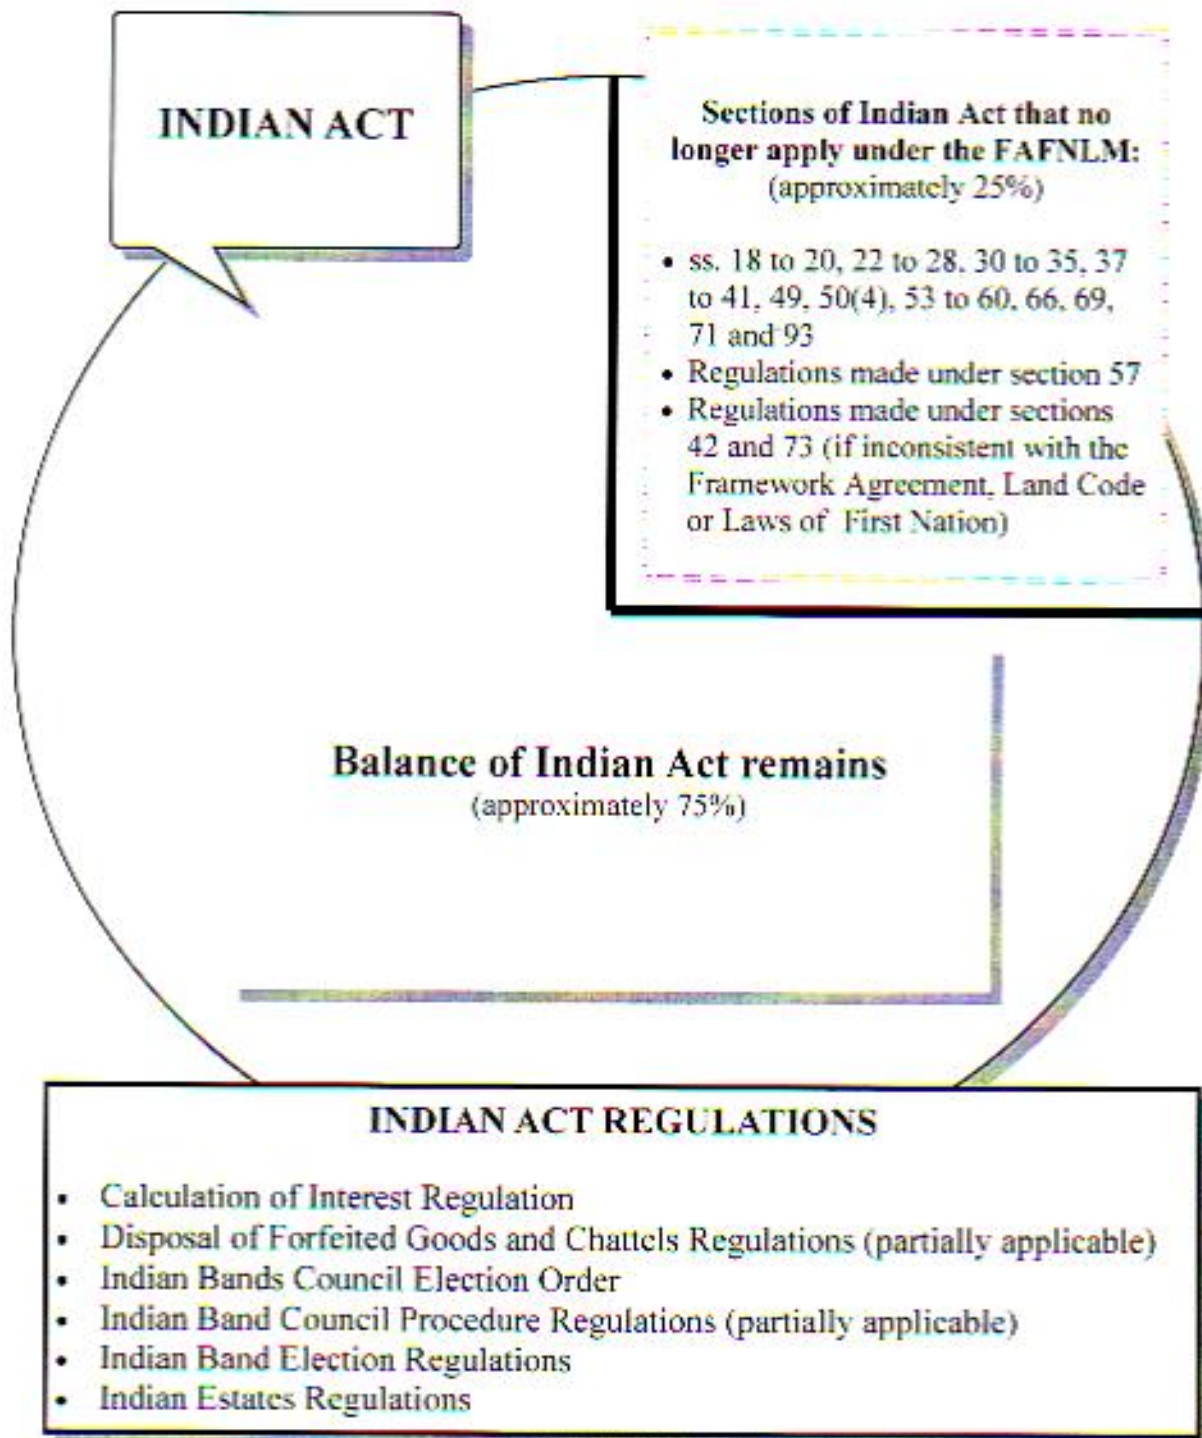 INDIAN ACT
Sections of Indian Act that no
longer apply under the FAFNLM:
(approximately 25%)
• ss. 18 to 20, 22 to 28, 30 to 35, 37
to 41, 49, 50(4), 53 to 60, 66, 69,
71 and 93
• Regulations made under section 57
• Regulations made under sections
42 and 73 (if inconsistent with the
Framework Agreement, Land Code
or Laws of First Nation)
Balance of Indian Act remains
(approximately 75%)
INDIAN ACT REGULATIONS
• Calculation of Interest Regulation
• Disposal of Forfeited Goods and Chattels Regulations (partially applicable)
• Indian Bands Council Election Order
• Indian Band Council Procedure Regulations (partially applicable)
• Indian Band Election Regulations
• Indian Estates Regulations